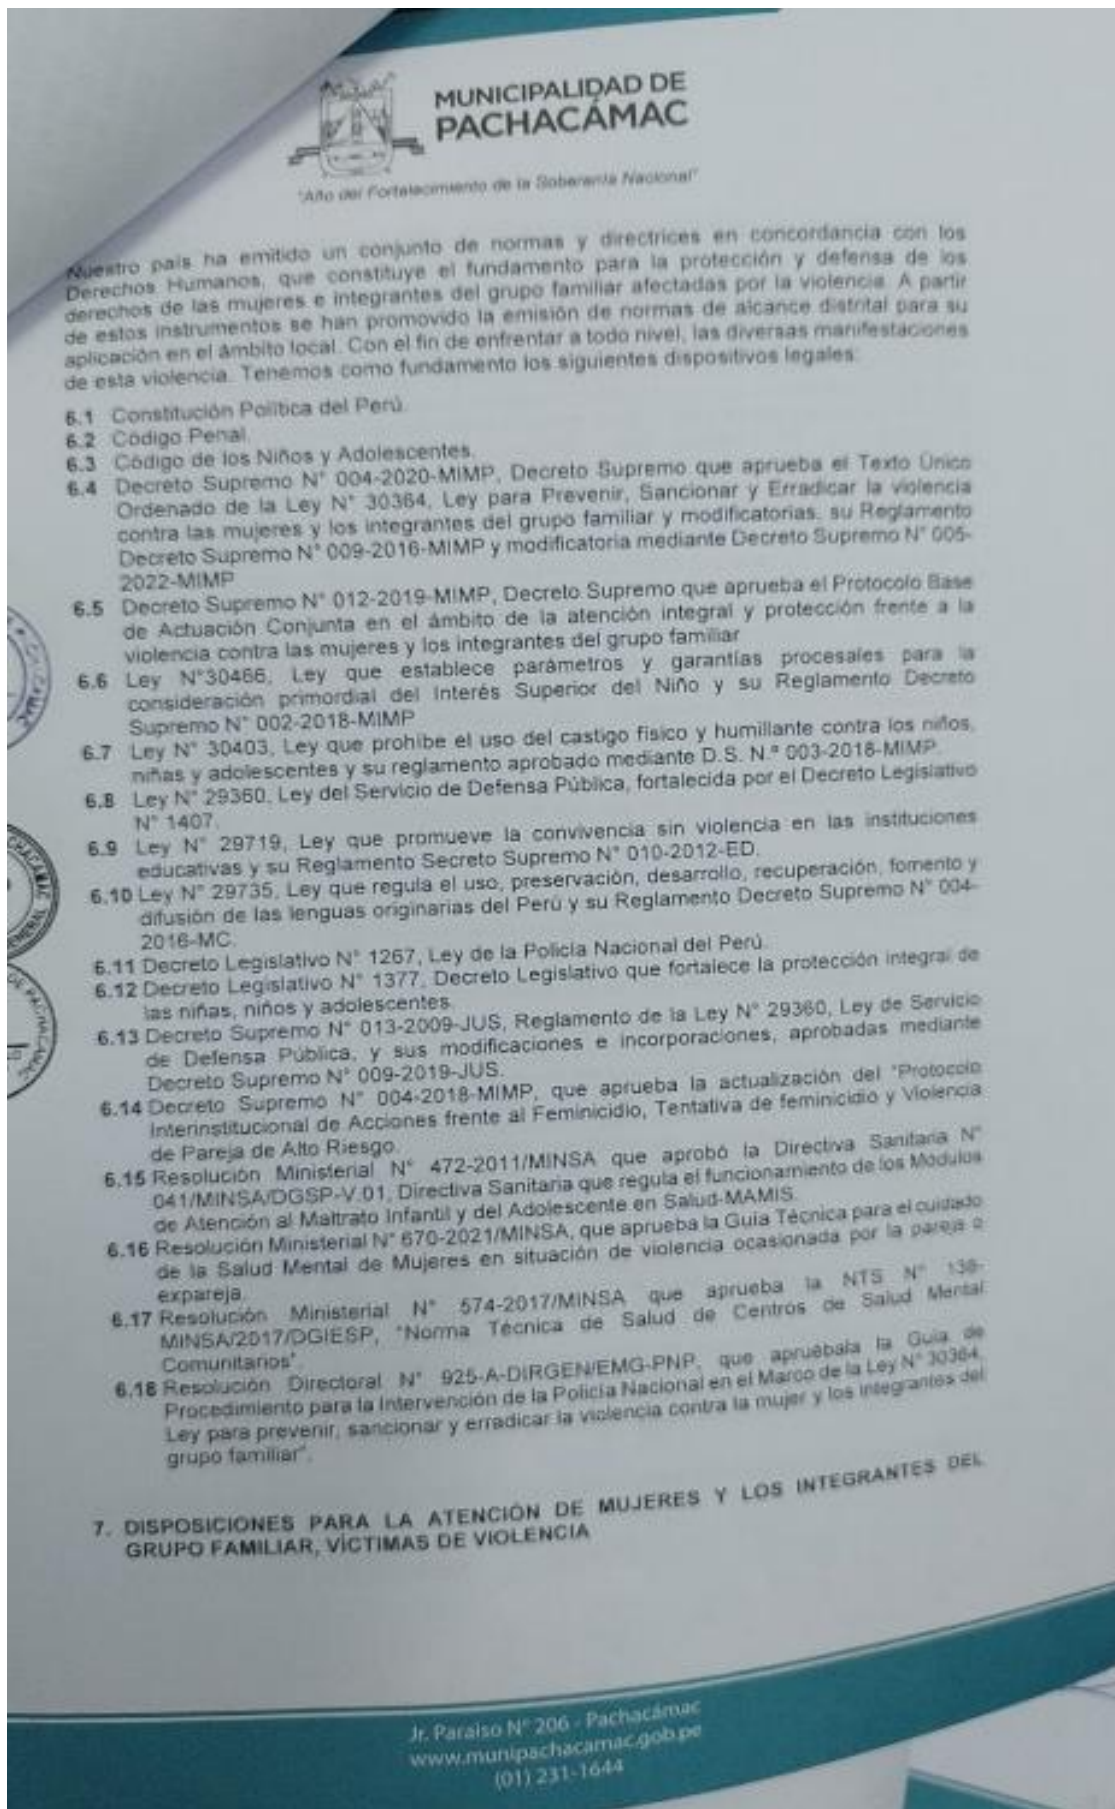 MUNICIPALIDAD DE
PACHACÁMAC
"Año del Fortalecimiento de la Soberanía Nacional"
Nuestro país ha emitido un conjunto de normas y directrices en concordancia con los
Derechos Humanos, que constituye el fundamento para la protección y defensa de los
derechos de las mujeres e integrantes del grupo familiar afectadas por la violencia. A partir
de estos instrumentos se han promovido la emisión de normas de alcance distrital para su
aplicación en el ámbito local. Con el fin de enfrentar a todo nivel, las diversas manifestaciones
de esta violencia. Tenemos como fundamento los siguientes dispositivos legales:
6.1 Constitución Política del Perú.
6.2 Código Penal.
6.3 Código de los Niños y Adolescentes.
6.4 Decreto Supremo N° 004-2020-MIMP, Decreto Supremo que aprueba el Texto Único
Ordenado de la Ley N° 30364, Ley para Prevenir, Sancionar y Erradicar la violencia
contra las mujeres y los integrantes del grupo familiar y modificatorias, su Reglamento
Decreto Supremo N° 009-2016-MIMP y modificatoria mediante Decreto Supremo N° 005-
2022-MIMP
6.5 Decreto Supremo N° 012-2019-MIMP, Decreto Supremo que aprueba el Protocolo Base
de Actuación Conjunta en el ámbito de la atención integral y protección frente a la
violencia contra las mujeres y los integrantes del grupo familiar
6.6 Ley N°30466, Ley que establece parámetros y garantías procesales para la
consideración primordial del Interés Superior del Niño y su Reglamento Decreto
Supremo N° 002-2018-MIMP
6.7 Ley N° 30403, Ley que prohibe el uso del castigo físico y humillante contra los niños,
niñas y adolescentes y su reglamento aprobado mediante D.S. N.ª 003-2018-MIMP.
6.8 Ley N° 29360, Ley del Servicio de Defensa Pública, fortalecida por el Decreto Legislativo
N° 1407.
6.9 Ley N° 29719, Ley que promueve la convivencia sin violencia en las instituciones
educativas y su Reglamento Secreto Supremo N° 010-2012-ED.
6.10 Ley N° 29735, Ley que regula el uso, preservación, desarrollo, recuperación, fomento y
difusión de las lenguas originarias del Perú y su Reglamento Decreto Supremo N° 004-
2016-MC.
6.11 Decreto Legislativo N° 1267, Ley de la Policía Nacional del Perú.
6.12 Decreto Legislativo N° 1377, Decreto Legislativo que fortalece la protección integral de
las niñas, niños y adolescentes.
6.13 Decreto Supremo N° 013-2009-JUS, Reglamento de la Ley N° 29360, Ley de Servicio
de Defensa Pública, y sus modificaciones e incorporaciones, aprobadas mediante
Decreto Supremo N° 009-2019-JUS.
6.14 Decreto Supremo N° 004-2018-MIMP, que aprueba la actualización del "Protocolo
Interinstitucional de Acciones frente al Feminicidio, Tentativa de feminicidio y Violencia
de Pareja de Alto Riesgo.
6.15 Resolución Ministerial N° 472-2011/MINSA que aprobó la Directiva Sanitaria N°
041/MINSA/DGSP-V.01, Directiva Sanitaria que regula el funcionamiento de los Módulos
de Atención al Maltrato Infantil y del Adolescente en Salud-MAMIS.
6.16 Resolución Ministerial N° 670-2021/MINSA, que aprueba la Guía Técnica para el cuidado
de la Salud Mental de Mujeres en situación de violencia ocasionada por la pareja o
expareja.
6.17 Resolución Ministerial N° 574-2017/MINSA que aprueba la NTS N° 138-
MINSA/2017/DGIESP, "Norma Técnica de Salud de Centros de Salud Mental
Comunitarios".
6.18 Resolución Directoral N° 925-A-DIRGEN/EMG-PNP, que apruébala la Guía de
Procedimiento para la Intervención de la Policía Nacional en el Marco de la Ley N° 30364,
Ley para prevenir, sancionar y erradicar la violencia contra la mujer y los integrantes del
grupo familiar".
7. DISPOSICIONES PARA LA ATENCIÓN DE MUJERES Y LOS INTEGRANTES DEL
GRUPO FAMILIAR, VÍCTIMAS DE VIOLENCIA
Jr. Paraíso N° 206 - Pachacámac
www.munipachacamac.gob.pe
(01) 231-1644